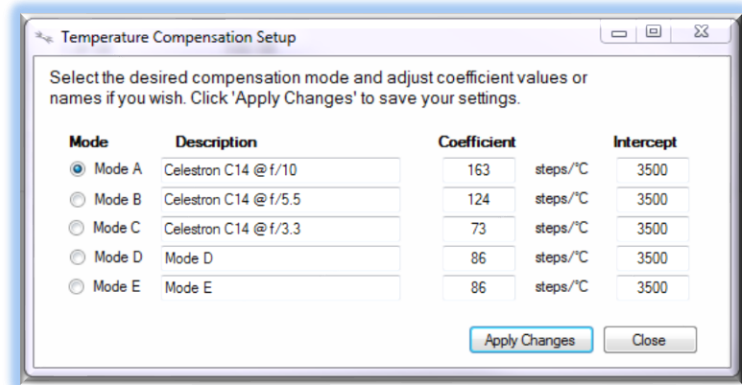 Temperature Compensation Setup
Select the desired compensation mode and adjust coefficient values or
names if you wish. Click 'Apply Changes' to save your settings.
Mode Description Coefficient Intercept
Mode A Celestron C14 @ f/10 163 steps/°C 3500
Mode B Celestron C14 @ f/5.5 124 steps/°C 3500
Mode C Celestron C14 @ f/3.3 73 steps/°C 3500
Mode D Mode D 86 steps/°C 3500
Mode E Mode E 86 steps/°C 3500
Apply Changes Close